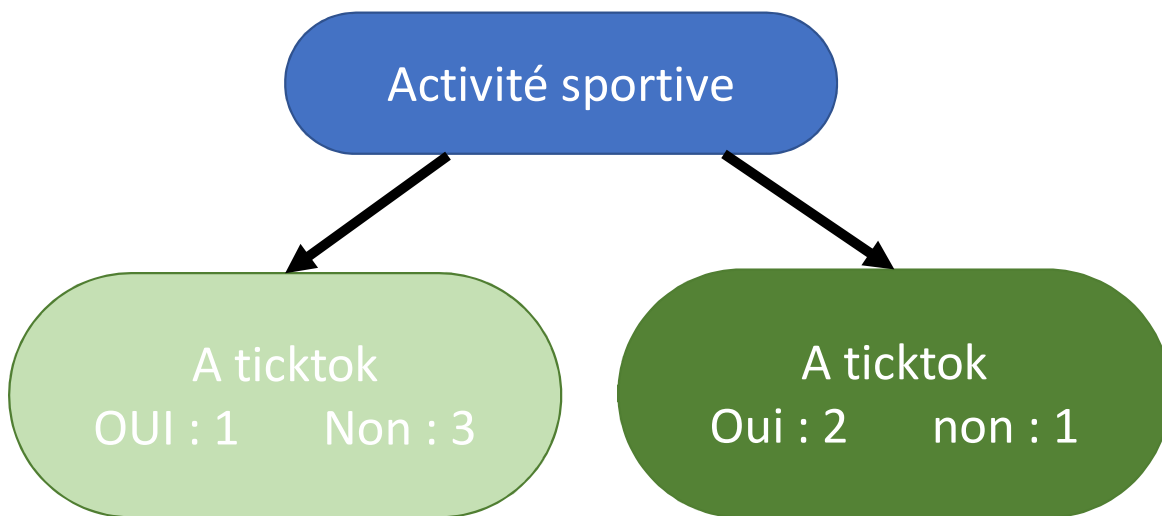 Activité sportive
A ticktok
OUI : 1 Non : 3
A ticktok
Oui : 2 non : 1